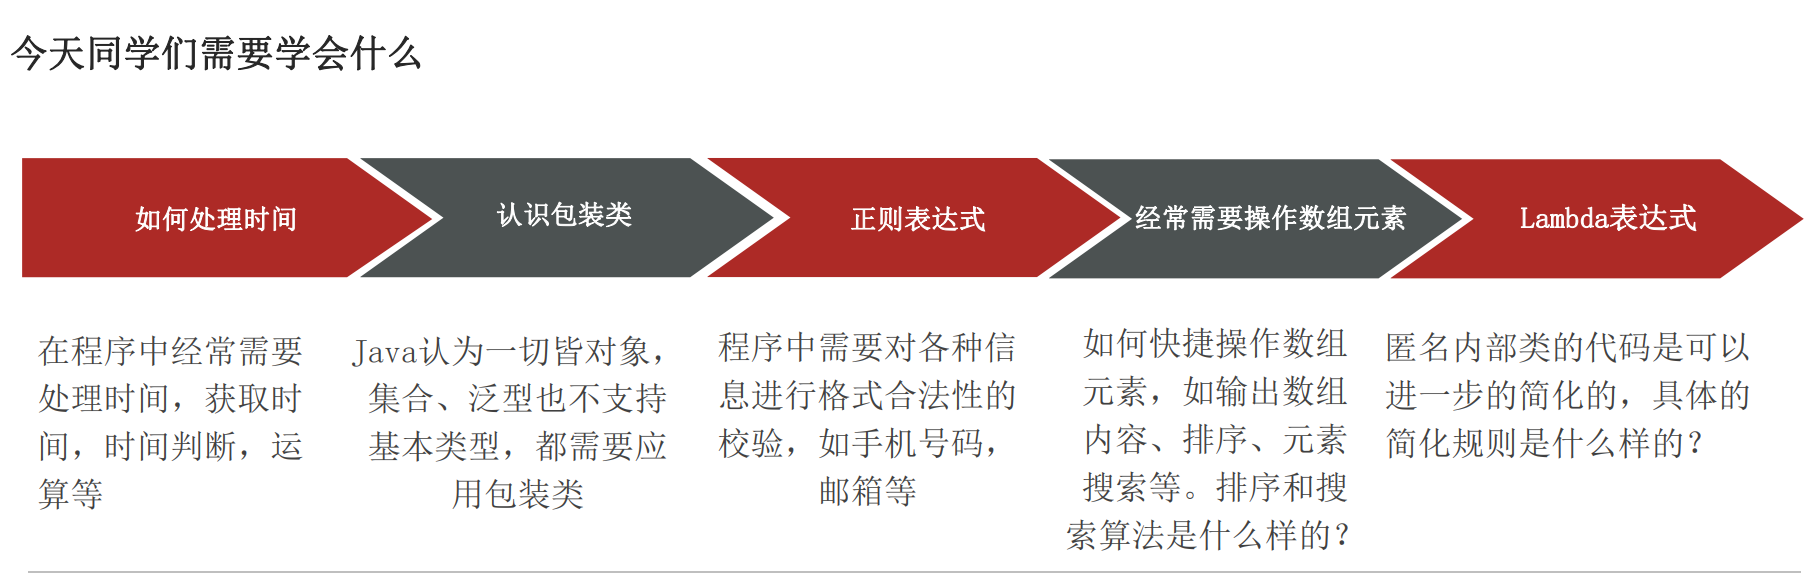 今天同学们需要学会什么
如何处理时间
认识包装类
正则表达式
经常需要操作数组元素
Lambda表达式
在程序中经常需要
处理时间，获取时
间，时间判断，运
算等
Java认为一切皆对象，
集合、泛型也不支持
基本类型，都需要应
用包装类
程序中需要对各种信
息进行格式合法性的
校验，如手机号码，
邮箱等
如何快捷操作数组
元素，如输出数组
内容、排序、元素
搜索等。排序和搜
索算法是什么样的？
匿名内部类的代码是可以
进一步的简化的，具体的
简化规则是什么样的？